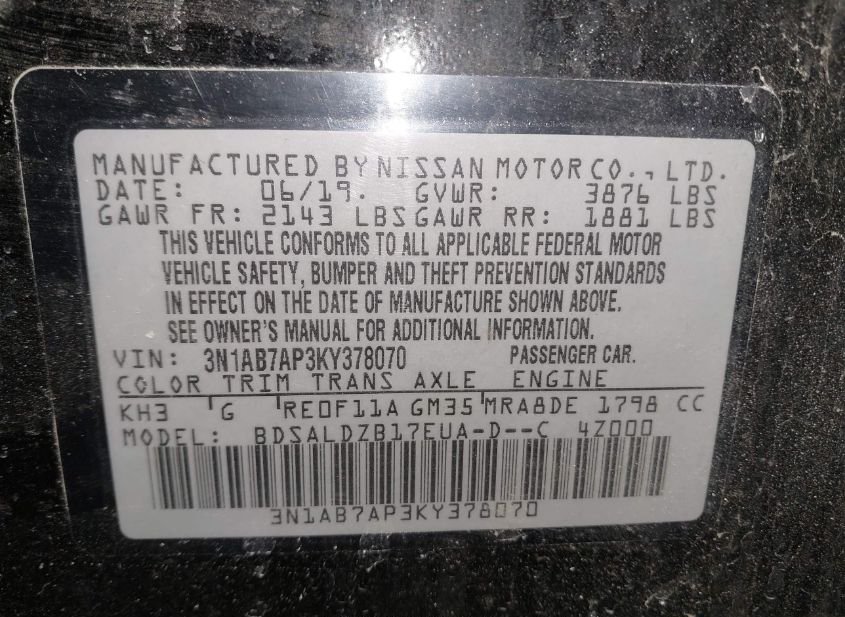 MANUFACTURED BY NISSAN MOTOR CO., LTD.
DATE: 06/19. GVWR: 3876 LBS
GAWR FR: 2143 LBS GAWR RR: 1881 LBS
THIS VEHICLE CONFORMS TO ALL APPLICABLE FEDERAL MOTOR
VEHICLE SAFETY, BUMPER AND THEFT PREVENTION STANDARDS
IN EFFECT ON THE DATE OF MANUFACTURE SHOWN ABOVE.
SEE OWNER'S MANUAL FOR ADDITIONAL INFORMATION.
VIN: 3N1AB7AP3KY378070 PASSENGER CAR.
COLOR TRIM TRANS AXLE ENGINE
KH3 G RE0F11A GM35 MRA8DE 1798 CC
MODEL: BDSALDZB17EUA-D--C 4Z000
3N1AB7AP3KY378070